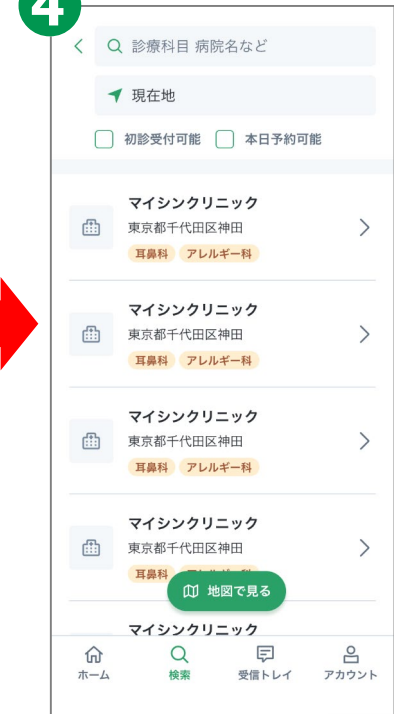 4
診療科目 病院名など
現在地
初診受付可能 本日予約可能
マイシンクリニック
東京都千代田区神田
耳鼻科 アレルギー科
マイシンクリニック
東京都千代田区神田
耳鼻科 アレルギー科
マイシンクリニック
東京都千代田区神田
耳鼻科 アレルギー科
マイシンクリニック
東京都千代田区神田
耳鼻科
地図で見る
マイシンクリニック
ホーム 検索 受信トレイ アカウント